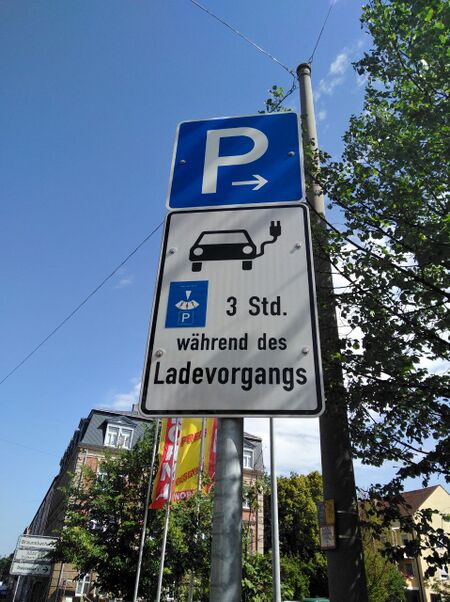 P
P
3 Std.
während des
Ladevorgangs